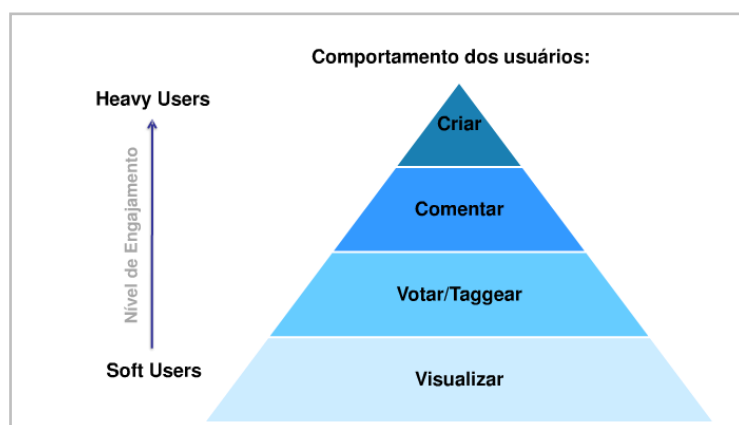 Comportamento dos usuários:
Heavy Users
Criar
Nível de Engajamento
Comentar
Votar/Taggear
Soft Users
Visualizar